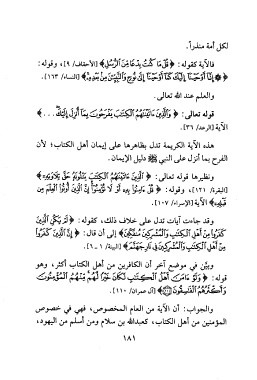 لكل أمة منذراً.
فالآية كقوله: ﴿قُلْ مَا كُنتُ بِدْعًا مِّنَ ٱلرُّسُلِ﴾ [الأحقاف/ ٩]، وقوله:
﴿۞ إِنَّآ أَوْحَيْنَآ إِلَيْكَ كَمَآ أَوْحَيْنَآ إِلَىٰ نُوحٍ وَٱلنَّبِيِّـۧنَ مِنۢ بَعْدِهِۦ﴾ [النساء/ ١٦٣].
والعلم عند الله تعالى.
قوله تعالى: ﴿وَٱلَّذِينَ ءَاتَيْنَٰهُمُ ٱلْكِتَٰبَ يَفْرَحُونَ بِمَآ أُنزِلَ إِلَيْكَ...﴾
الآية [الرعد/ ٣٦].
هذه الآية الكريمة تدل بظاهرها على إيمان أهل الكتاب؛ لأن
الفرح بما أنزل على النبي ﷺ دليل الإيمان.
ونظيرها قوله تعالى: ﴿ٱلَّذِينَ ءَاتَيْنَٰهُمُ ٱلْكِتَٰبَ يَتْلُونَهُۥ حَقَّ تِلَاوَتِهِۦ﴾
[البقرة/ ١٢١]، وقوله: ﴿قُلْ ءَامِنُوا۟ بِهِۦٓ أَوْ لَا تُؤْمِنُوٓا۟ إِنَّ ٱلَّذِينَ أُوتُوا۟ ٱلْعِلْمَ مِن
قَبْلِهِۦٓ﴾ الآية [الإسراء/ ١٠٧].
وقد جاءت آيات تدل على خلاف ذلك، كقوله: ﴿لَمْ يَكُنِ ٱلَّذِينَ
كَفَرُوا۟ مِنْ أَهْلِ ٱلْكِتَٰبِ وَٱلْمُشْرِكِينَ مُنفَكِّينَ﴾ إلى أن قال: ﴿إِنَّ ٱلَّذِينَ كَفَرُوا۟
مِنْ أَهْلِ ٱلْكِتَٰبِ وَٱلْمُشْرِكِينَ فِى نَارِ جَهَنَّمَ﴾ الآية [البينة/ ١ ـ ٦].
وبيَّن في موضع آخر أن الكافرين من أهل الكتاب أكثر، وهو
قوله: ﴿وَلَوْ ءَامَنَ أَهْلُ ٱلْكِتَٰبِ لَكَانَ خَيْرًا لَّهُم مِّنْهُمُ ٱلْمُؤْمِنُونَ
وَأَكْثَرُهُمُ ٱلْفَٰسِقُونَ ١١٠﴾ [آل عمران/ ١١٠].
والجواب: أن الآية من العام المخصوص، فهي في خصوص
المؤمنين من أهل الكتاب، كعبدالله بن سلام ومن أسلم من اليهود،
١٨١